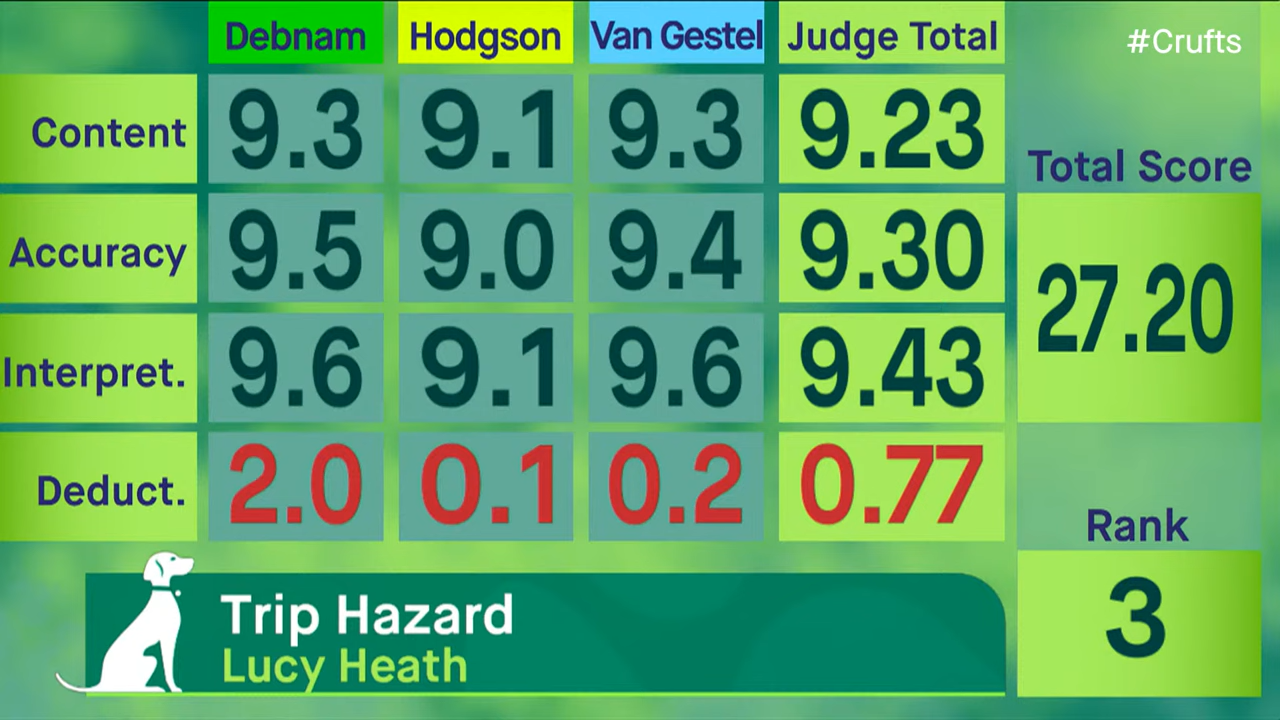 Debnam Hodgson Van Gestel Judge Total #Crufts
Content 9.3 9.1 9.3 9.23
Total Score
Accuracy 9.5 9.0 9.4 9.30
27.20
Interpret. 9.6 9.1 9.6 9.43
Deduct. 2.0 0.1 0.2 0.77
Rank
3
Trip Hazard
Lucy Heath